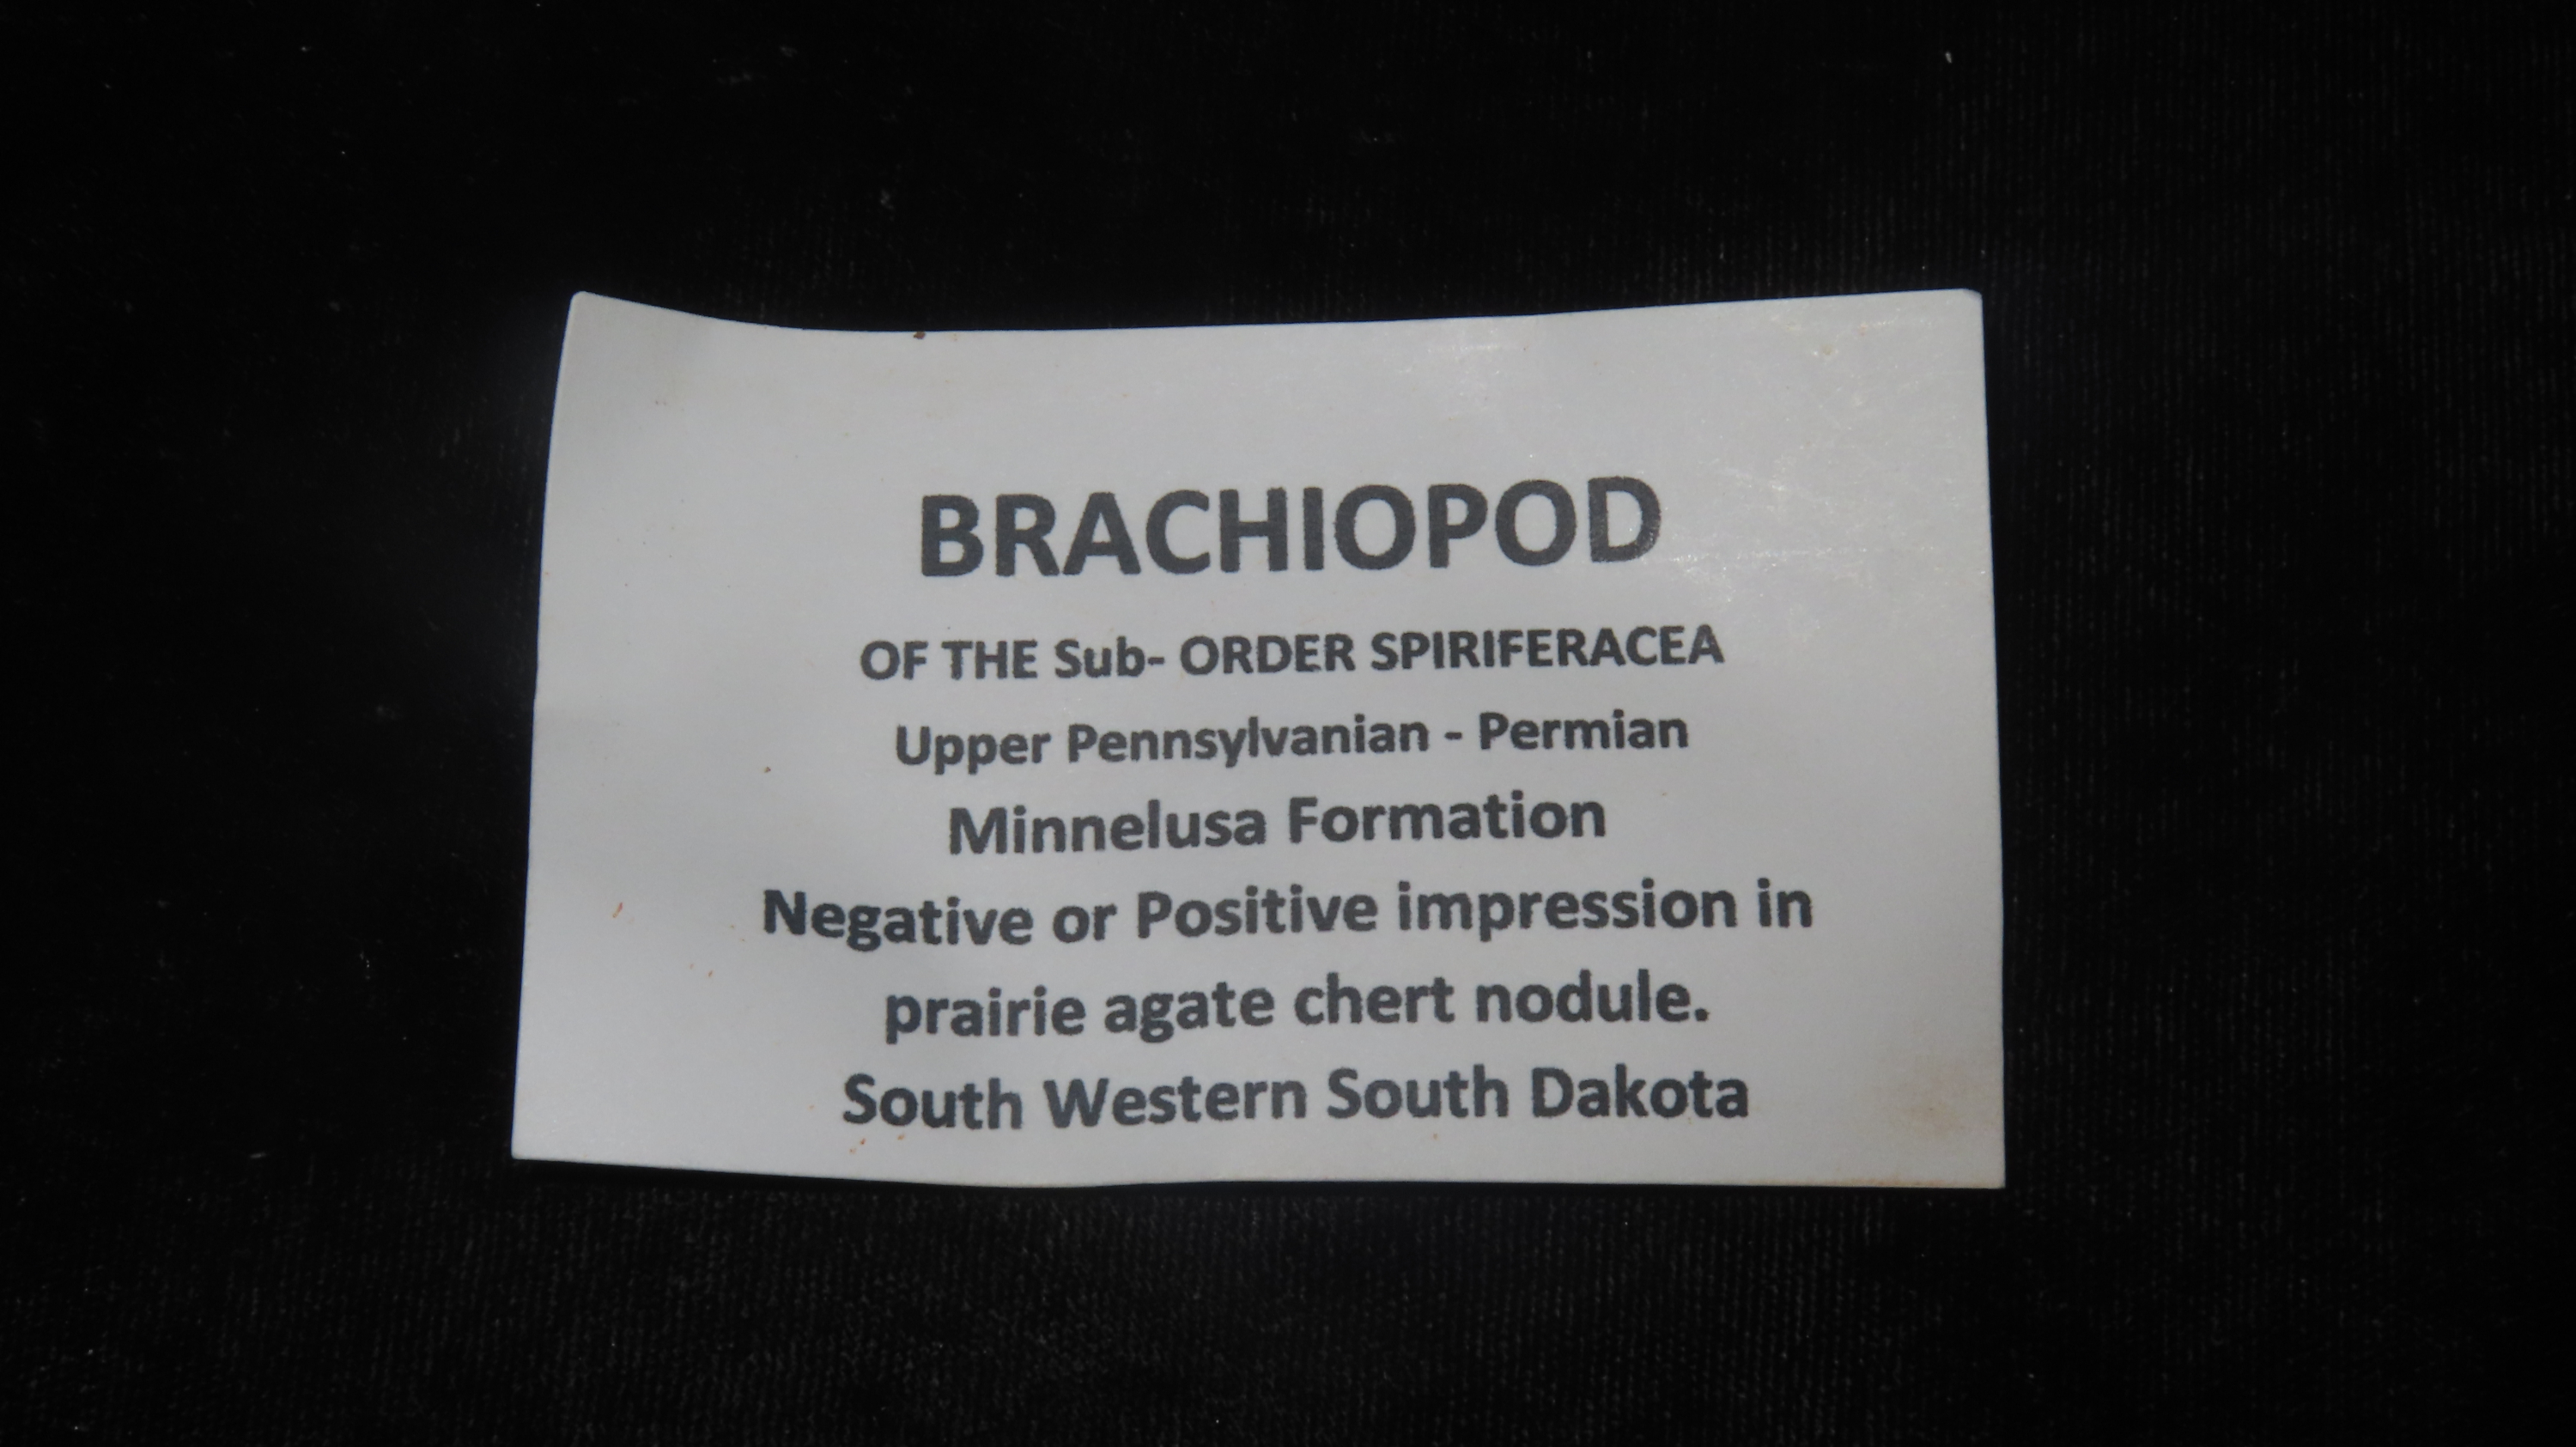 BRACHIOPOD
OF THE Sub- ORDER SPIRIFERACEA
Upper Pennsylvanian - Permian
Minnelusa Formation
Negative or Positive impression in
prairie agate chert nodule.
South Western South Dakota